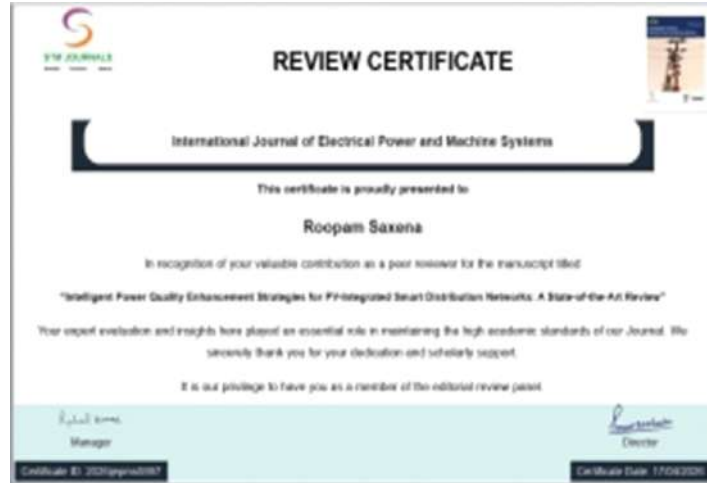 STM JOURNALS
REVIEW CERTIFICATE
International Journal of Electrical Power and Machine Systems
This certificate is proudly presented to
Roopam Saxena
In recognition of your valuable contribution as a peer reviewer for the manuscript titled
"Intelligent Power Quality Enhancement Strategies for PV-Integrated Smart Distribution Networks: A State-of-the-Art Review"
Your expert evaluation and insights have played an essential role in maintaining the high academic standards of our Journal. We
sincerely thank you for your dedication and scholarly support.
It is our privilege to have you as a member of the editorial review panel.
Manager
Director
Certificate ID:
Certificate Date: